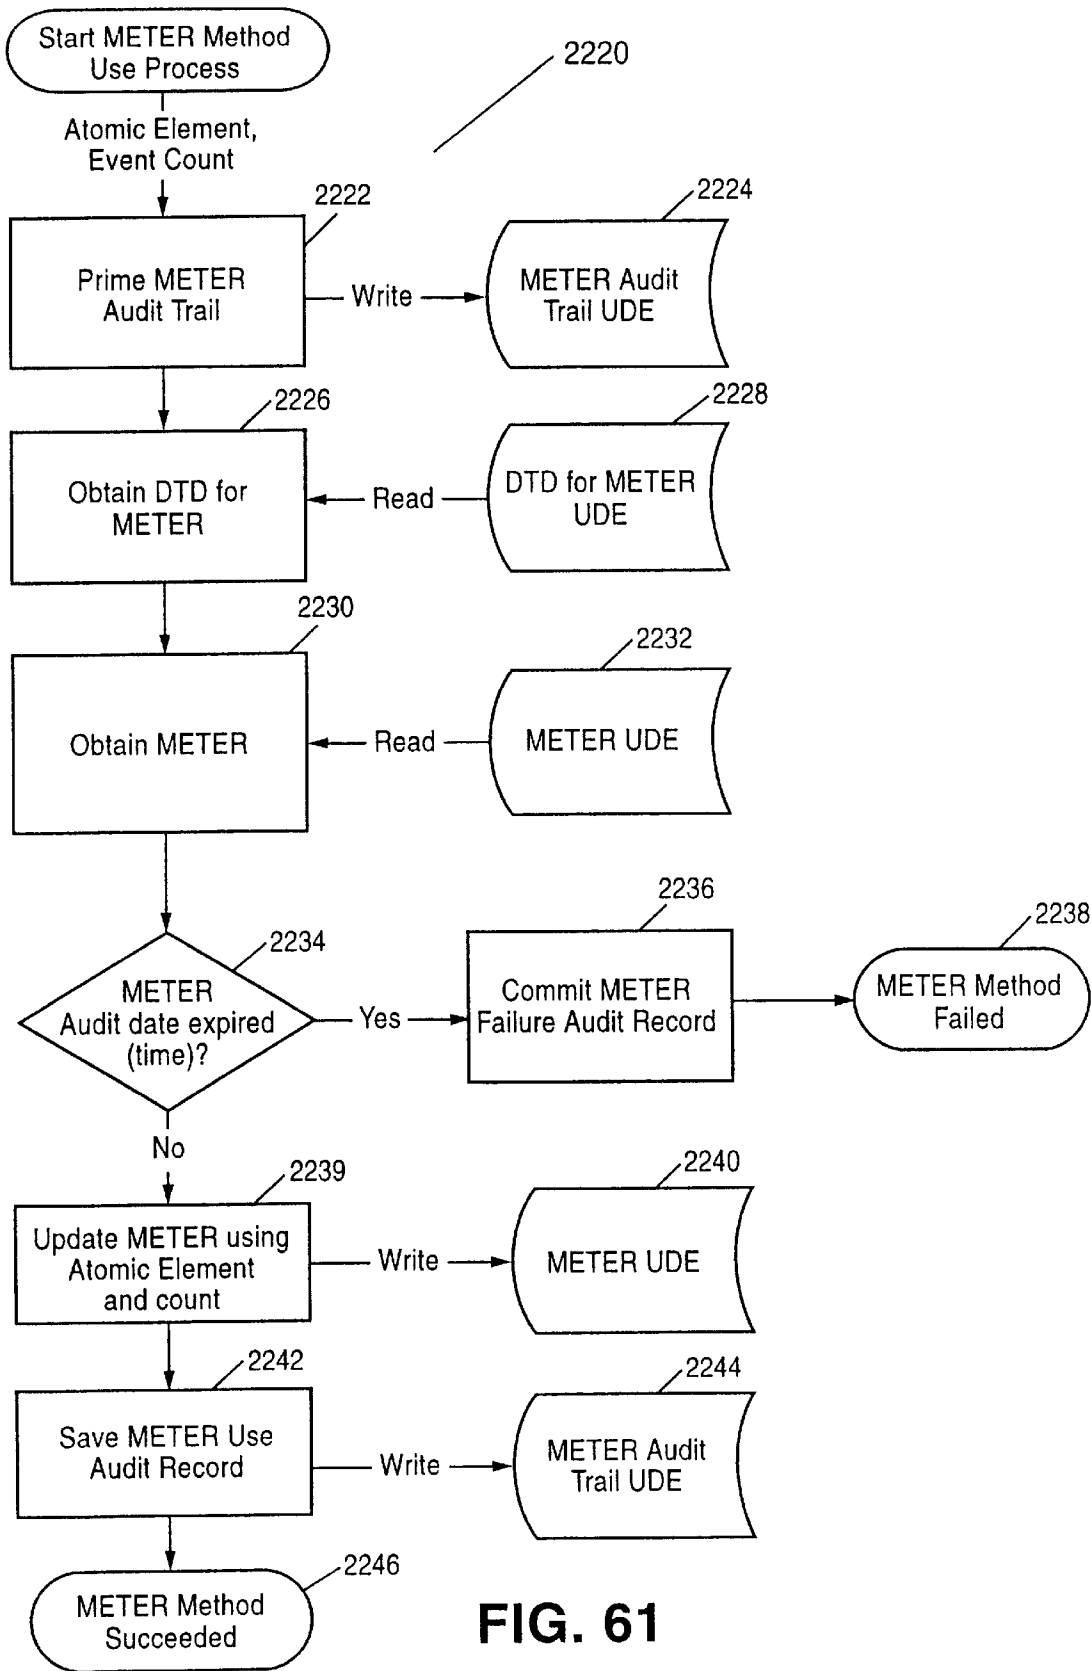 Start METER Method
Use Process
2220
Atomic Element,
Event Count
2222
2224
Prime METER
Audit Trail
Write
METER Audit
Trail UDE
2226
2228
Obtain DTD for
METER
Read
DTD for METER
UDE
2230
2232
Obtain METER
Read
METER UDE
2234
2236
2238
METER
Audit date expired
(time)?
Yes
Commit METER
Failure Audit Record
METER Method
Failed
No
2239
2240
Update METER using
Atomic Element
and count
Write
METER UDE
2242
2244
Save METER Use
Audit Record
Write
METER Audit
Trail UDE
2246
METER Method
Succeeded
FIG. 61